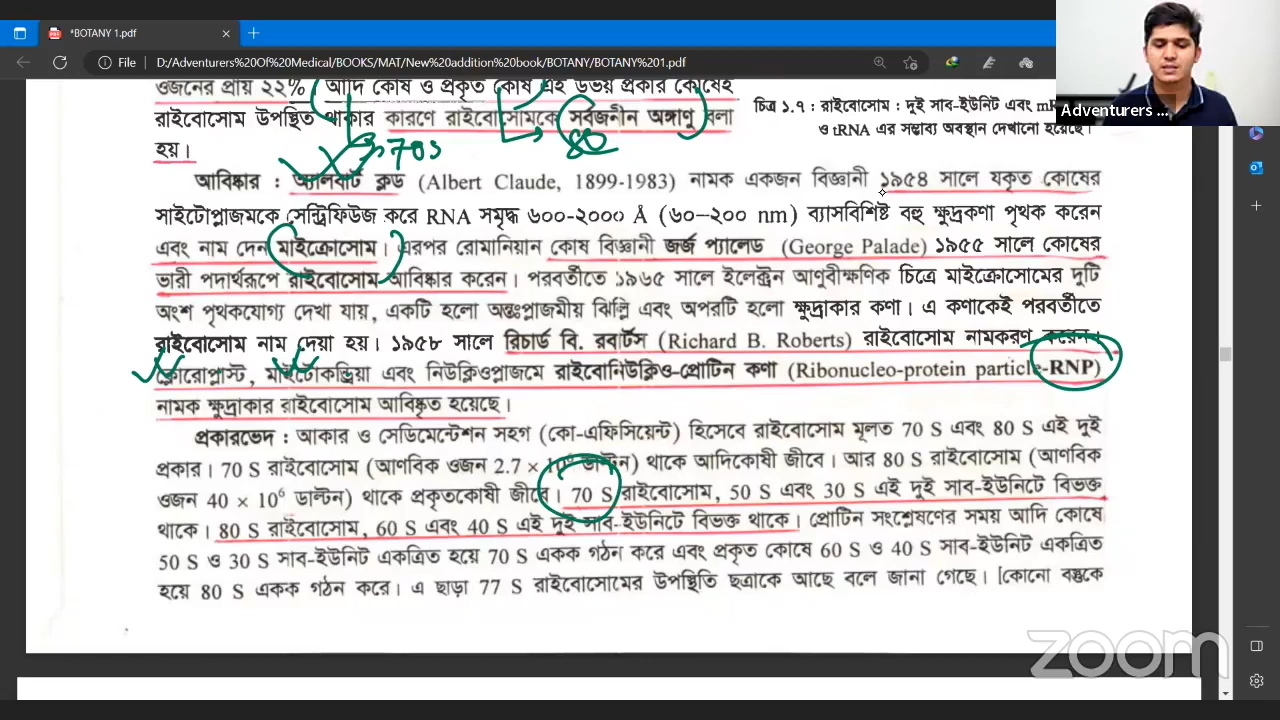 *BOTANY 1.pdf
File
D:/Adventurers%20Of%20Medical/BOOKS/MAT/New%20addition%20book/BOTANY/BOTANY%201.pdf
Adventurers ...
ওজনের প্রায় ২২% (আদি কোষ ও প্রকৃত কোষ এই উভয় প্রকার কোষেই
রাইবোসোম উপস্থিত থাকার কারণে রাইবোসোমকে সর্বজনীন অঙ্গাণু বলা
হয়।
70s
80
চিত্র ১.৭ : রাইবোসোম : দুই সাব-ইউনিট এবং
ও tRNA এর সম্ভাব্য অবস্থান দেখানো হয়েছে।
আবিষ্কার : অ্যালবার্ট ক্লড (Albert Claude, 1899-1983) নামক একজন বিজ্ঞানী ১৯৫৪ সালে যকৃত কোষের
সাইটোপ্লাজমকে সেন্ট্রিফিউজ করে RNA সমৃদ্ধ ৬০০-২০০০ Å (৬০–২০০ nm) ব্যাসবিশিষ্ট বহু ক্ষুদ্রকণা পৃথক করেন
এবং নাম দেন মাইক্রোসোম। এরপর রোমানিয়ান কোষ বিজ্ঞানী জর্জ প্যালেড (George Palade) ১৯৫৫ সালে কোষের
ভারী পদার্থরূপে রাইবোসোম আবিষ্কার করেন। পরবর্তীতে ১৯৬৫ সালে ইলেক্ট্রন আণুবীক্ষণিক চিত্রে মাইক্রোসোমের দুটি
অংশ পৃথকযোগ্য দেখা যায়, একটি হলো অন্তঃপ্লাজমীয় ঝিল্লি এবং অপরটি হলো ক্ষুদ্রাকার কণা। এ কণাকেই পরবর্তীতে
রাইবোসোম নাম দেয়া হয়। ১৯৫৮ সালে রিচার্ড বি. রবার্টস (Richard B. Roberts) রাইবোসোম নামকরণ করেন।
ক্লোরোপ্লাস্ট, মাইটোকন্ড্রিয়া এবং নিউক্লিওপ্লাজমে রাইবোনিউক্লিও-প্রোটিন কণা (Ribonucleo-protein particle-RNP)
নামক ক্ষুদ্রাকার রাইবোসোম আবিষ্কৃত হয়েছে।
প্রকারভেদ : আকার ও সেডিমেন্টেশন সহগ (কো-এফিসিয়েন্ট) হিসেবে রাইবোসোম মূলত 70 S এবং 80 S এই দুই
প্রকার। 70 S রাইবোসোম (আণবিক ওজন 2.7 × ডাল্টন) থাকে আদিকোষী জীবে। আর 80 S রাইবোসোম (আণবিক
ওজন 40 × 10⁶ ডাল্টন) থাকে প্রকৃতকোষী জীবে। 70 S রাইবোসোম, 50 S এবং 30 S এই দুই সাব-ইউনিটে বিভক্ত
থাকে। 80 S রাইবোসোম, 60 S এবং 40 S এই দুই সাব-ইউনিটে বিভক্ত থাকে। প্রোটিন সংশ্লেষণের সময় আদি কোষে
50 S ও 30 S সাব-ইউনিট একত্রিত হয়ে 70 S একক গঠন করে এবং প্রকৃত কোষে 60 S ও 40 S সাব-ইউনিট একত্রিত
হয়ে 80 S একক গঠন করে। এ ছাড়া 77 S রাইবোসোমের উপস্থিতি ছত্রাকে আছে বলে জানা গেছে। [কোনো বস্তুকে
zoom